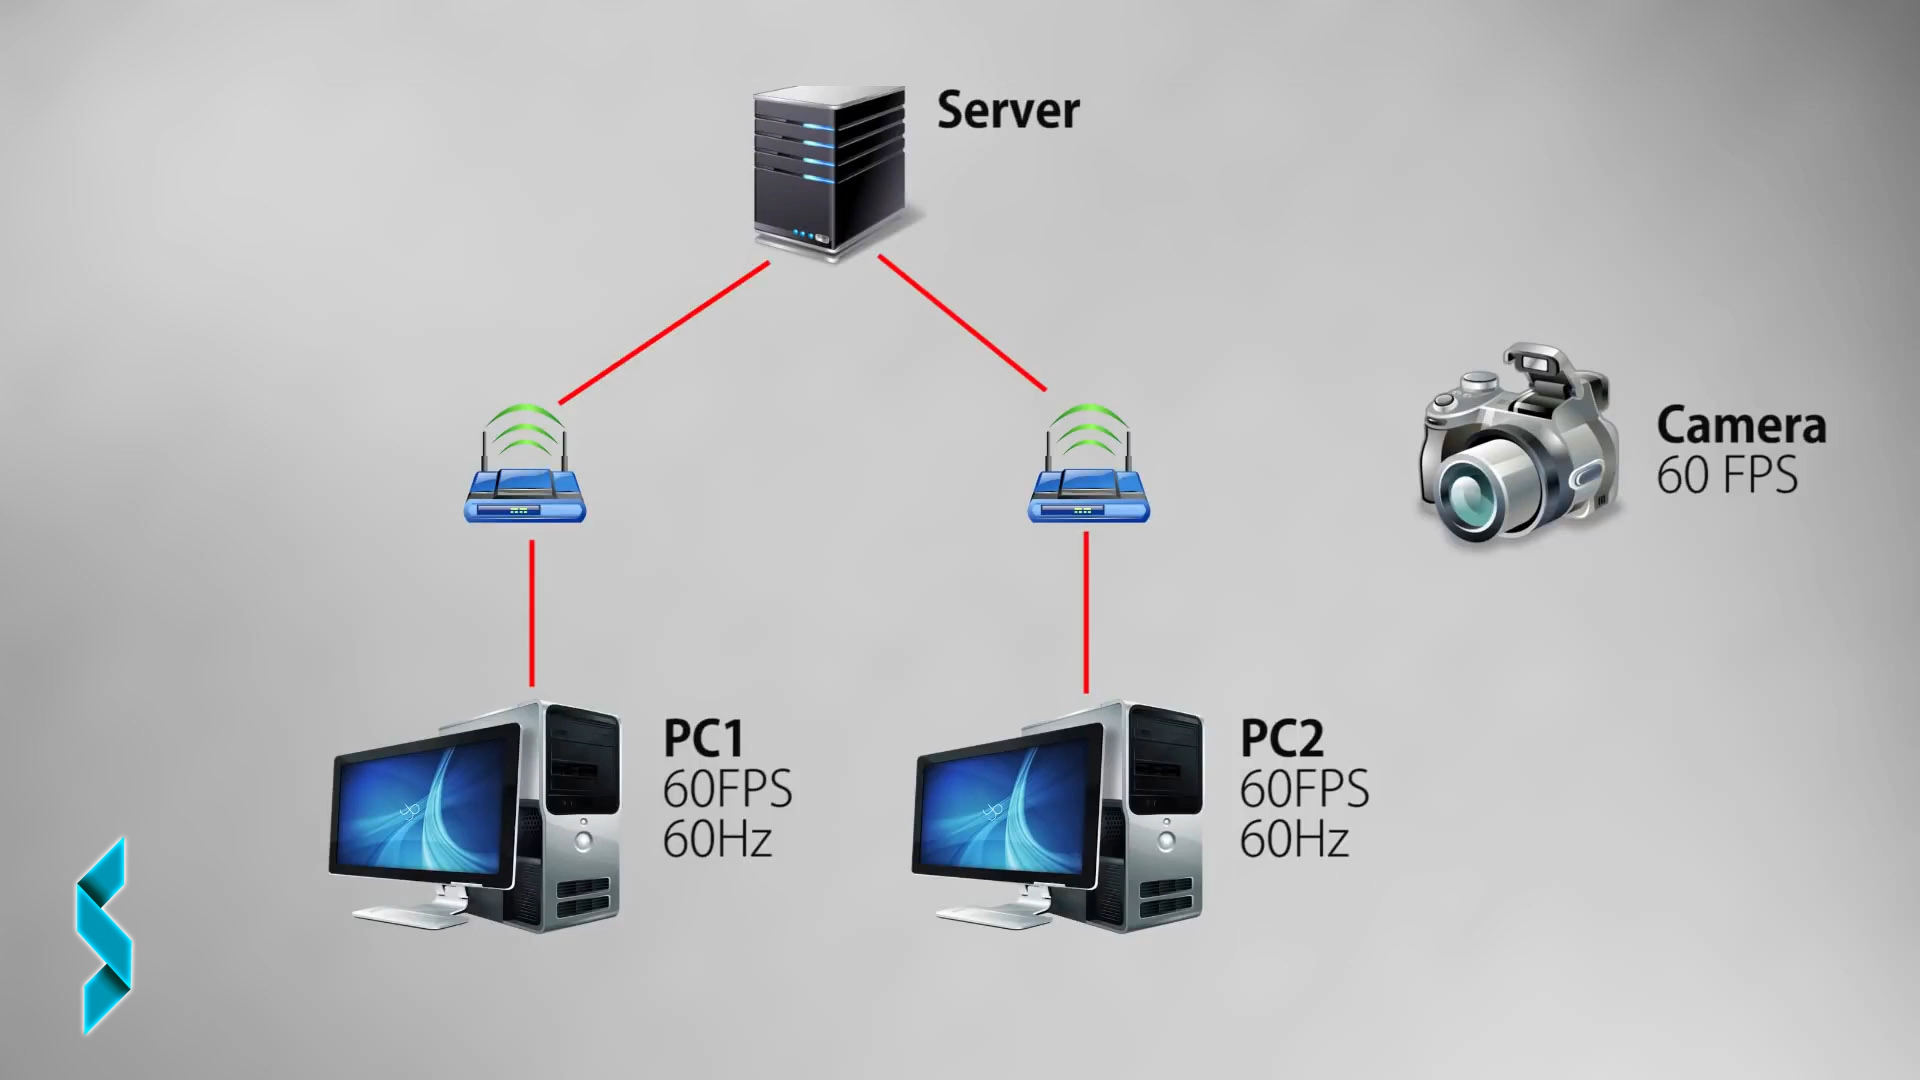 Server
Camera
60 FPS
PC1
60FPS
60Hz
PC2
60FPS
60Hz